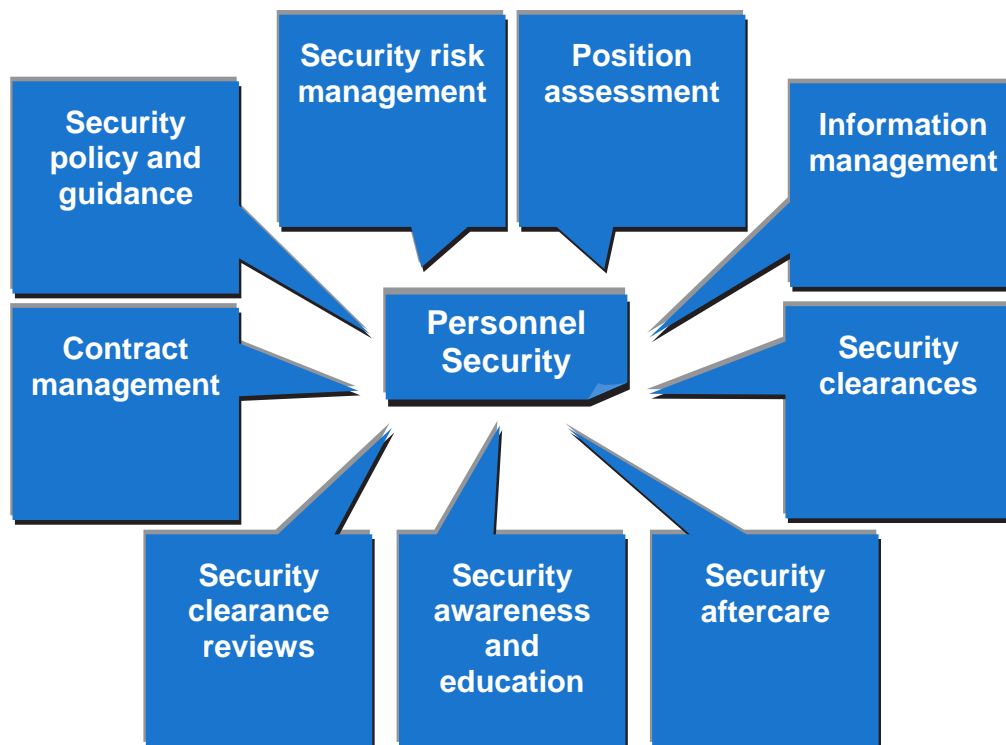 Security risk
management
Position
assessment
Security
policy and
guidance
Information
management
Personnel
Security
Contract
management
Security
clearances
Security
clearance
reviews
Security
awareness
and
education
Security
aftercare